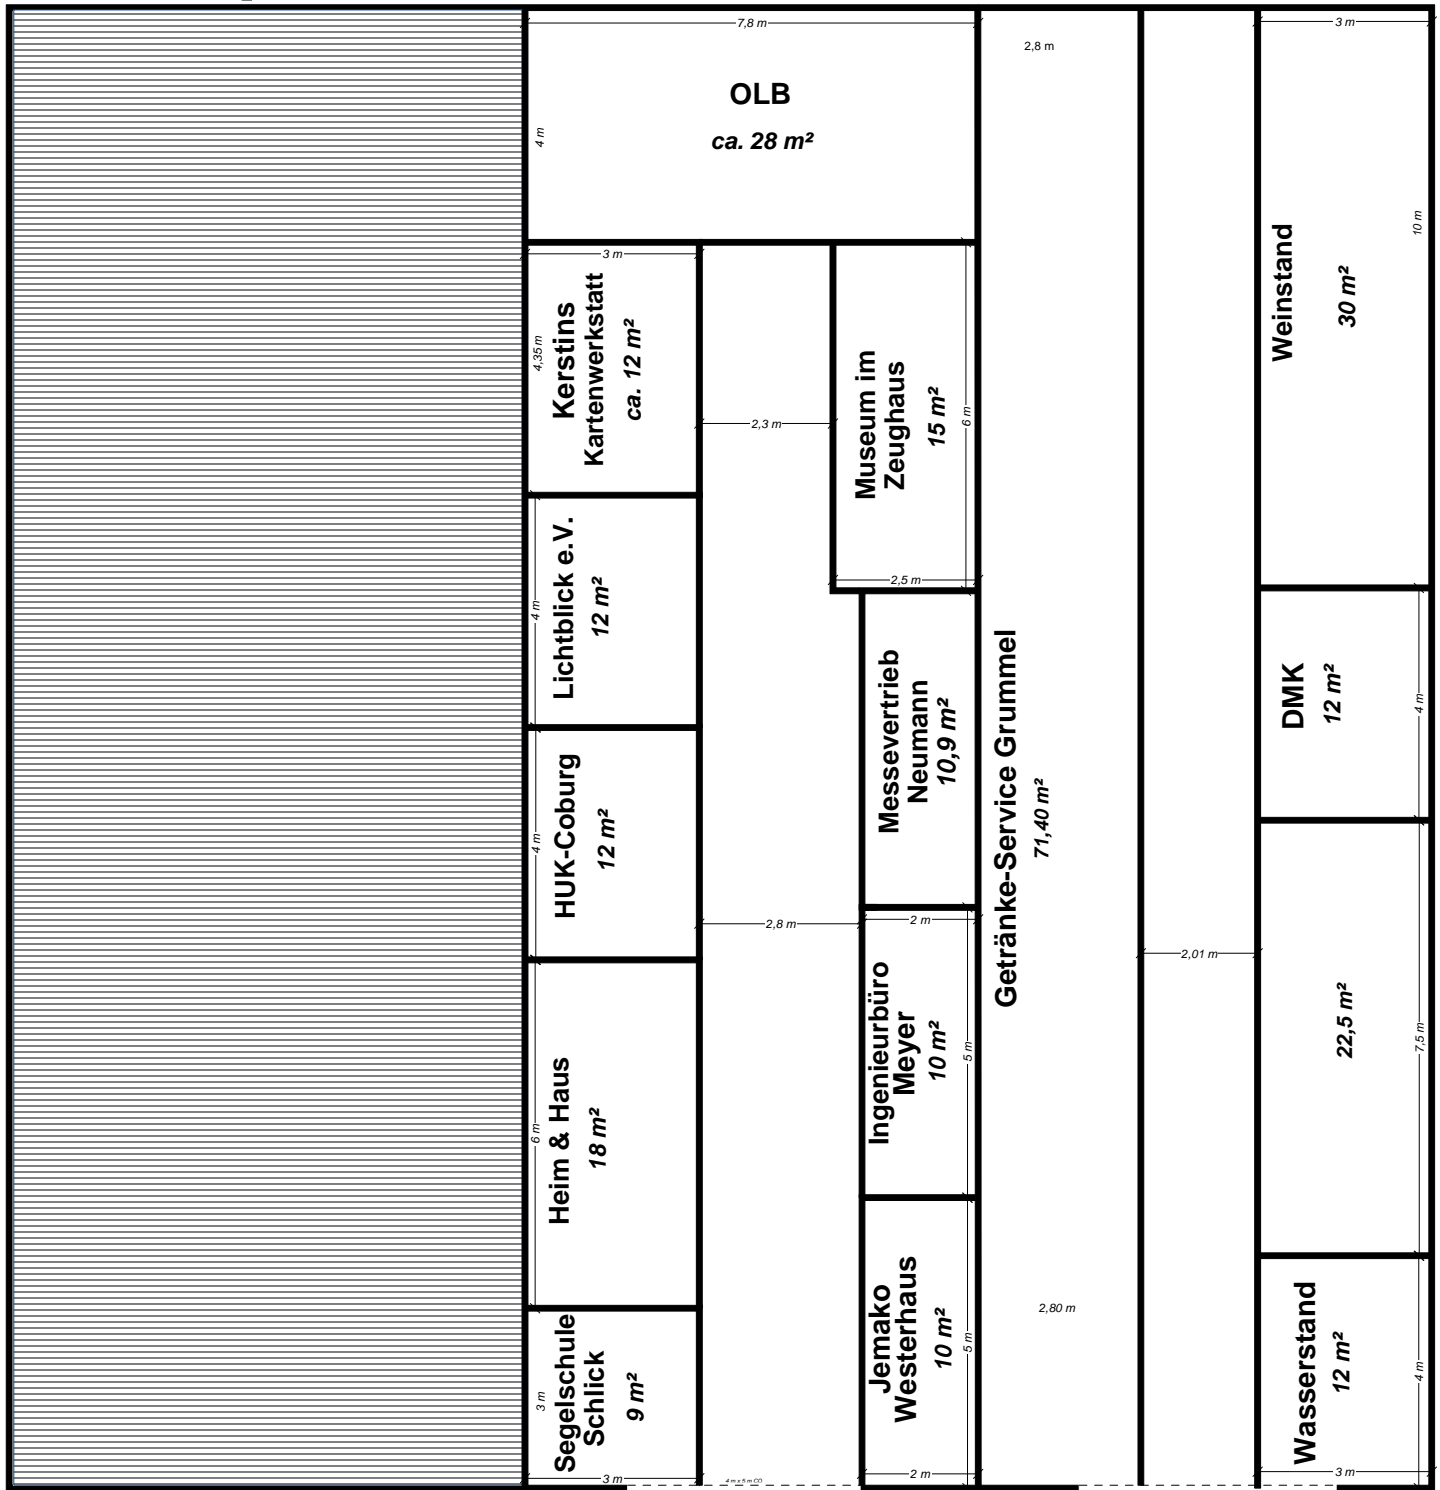 7,8 m
3 m
2,8 m
OLB
ca. 28 m²
4 m
10 m
Weinstand
30 m²
3 m
Kerstins
Kartenwerkstatt
ca. 12 m²
4,35 m
2,3 m
Museum im
Zeughaus
15 m²
6 m
2,5 m
Lichtblick e.V.
12 m²
4 m
Messevertrieb
Neumann
10,9 m²
Getränke-Service Grummel
71,40 m²
DMK
12 m²
4 m
HUK-Coburg
12 m²
4 m
2,8 m
2 m
2,01 m
Ingenieurbüro
Meyer
10 m²
5 m
22,5 m²
7,5 m
Heim & Haus
18 m²
6 m
Jemako
Westerhaus
10 m²
5 m
2,80 m
Wasserstand
12 m²
4 m
Segelschule
Schlick
9 m²
3 m
3 m
4 m x 5 m CO
2 m
3 m